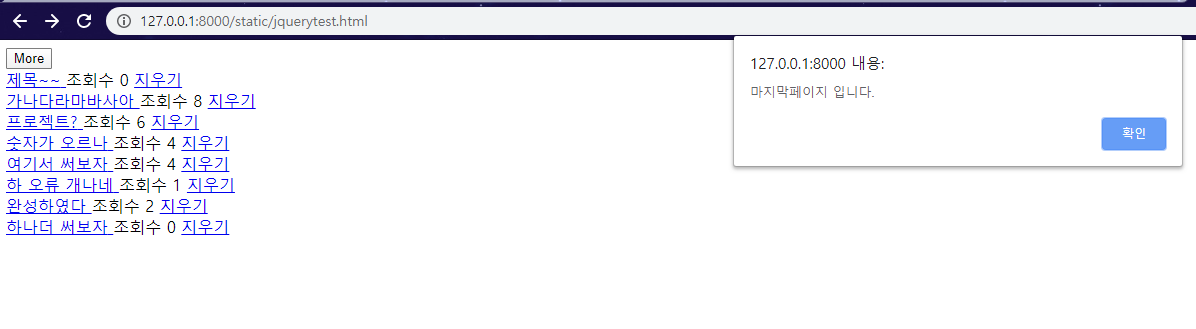 127.0.0.1:8000/static/jquerytest.html
More
제목~~ 조회수 0 지우기
가나다라마바사아 조회수 8 지우기
프로젝트? 조회수 6 지우기
숫자가 오르나 조회수 4 지우기
여기서 써보자 조회수 4 지우기
하 오류 개나네 조회수 1 지우기
완성하였다 조회수 2 지우기
하나더 써보자 조회수 0 지우기
127.0.0.1:8000 내용:
마지막페이지 입니다.
확인